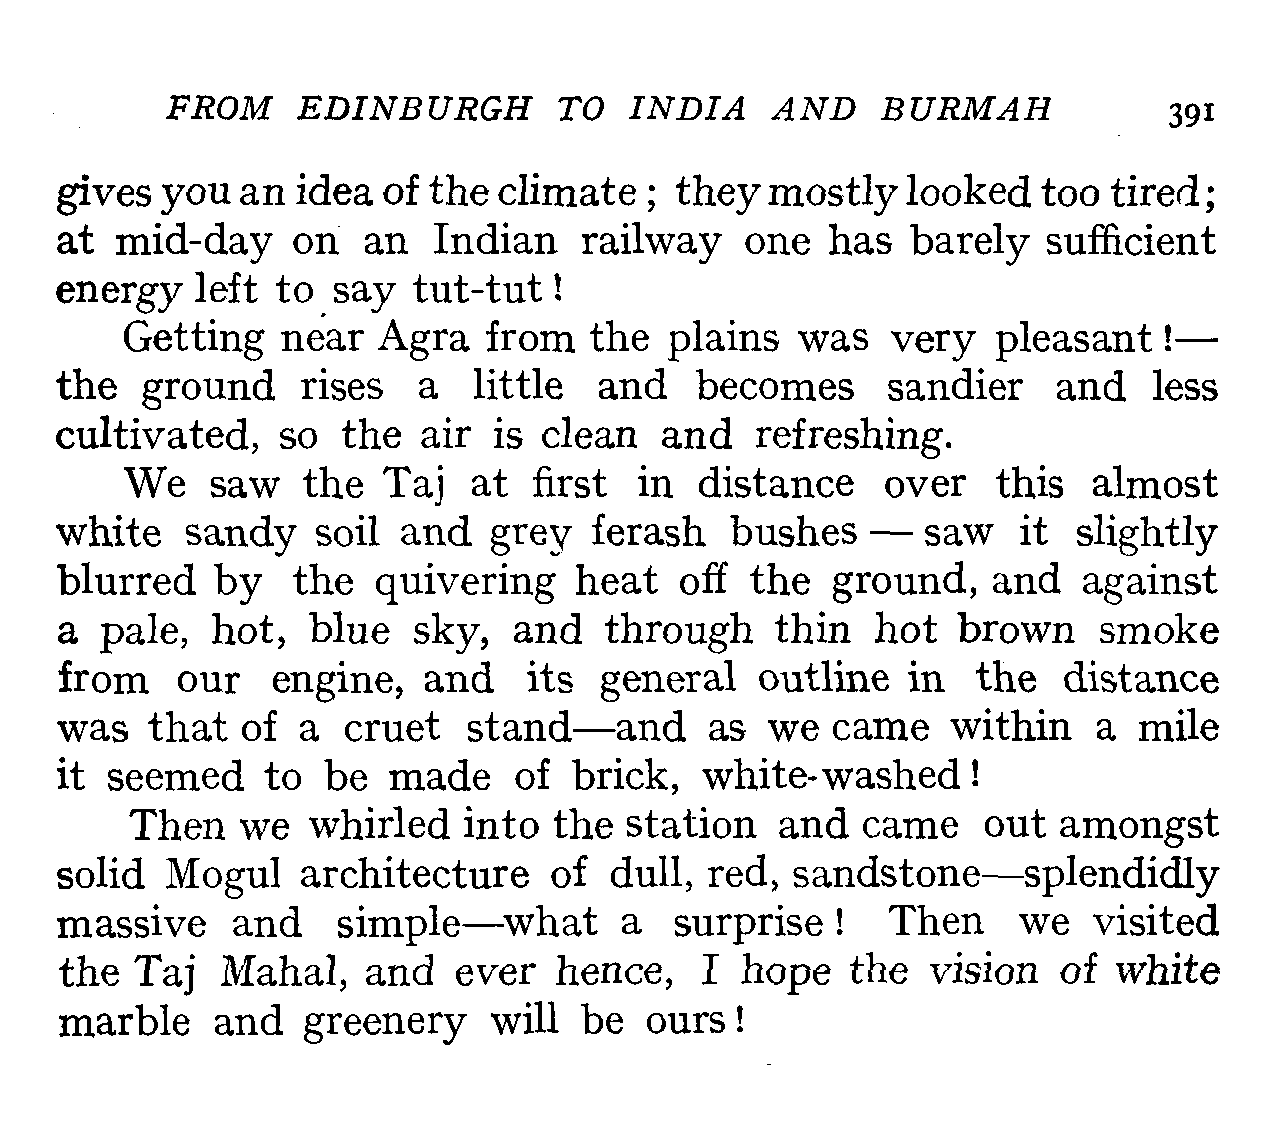 FROM EDINBURGH TO INDIA AND BURMAH 391
gives you an idea of the climate; they mostly looked too tired;
at mid-day on an Indian railway one has barely sufficient
energy left to say tut-tut!
Getting near Agra from the plains was very pleasant!—
the ground rises a little and becomes sandier and less
cultivated, so the air is clean and refreshing.
We saw the Taj at first in distance over this almost
white sandy soil and grey ferash bushes — saw it slightly
blurred by the quivering heat off the ground, and against
a pale, hot, blue sky, and through thin hot brown smoke
from our engine, and its general outline in the distance
was that of a cruet stand—and as we came within a mile
it seemed to be made of brick, white-washed!
Then we whirled into the station and came out amongst
solid Mogul architecture of dull, red, sandstone—splendidly
massive and simple—what a surprise! Then we visited
the Taj Mahal, and ever hence, I hope the vision of white
marble and greenery will be ours!